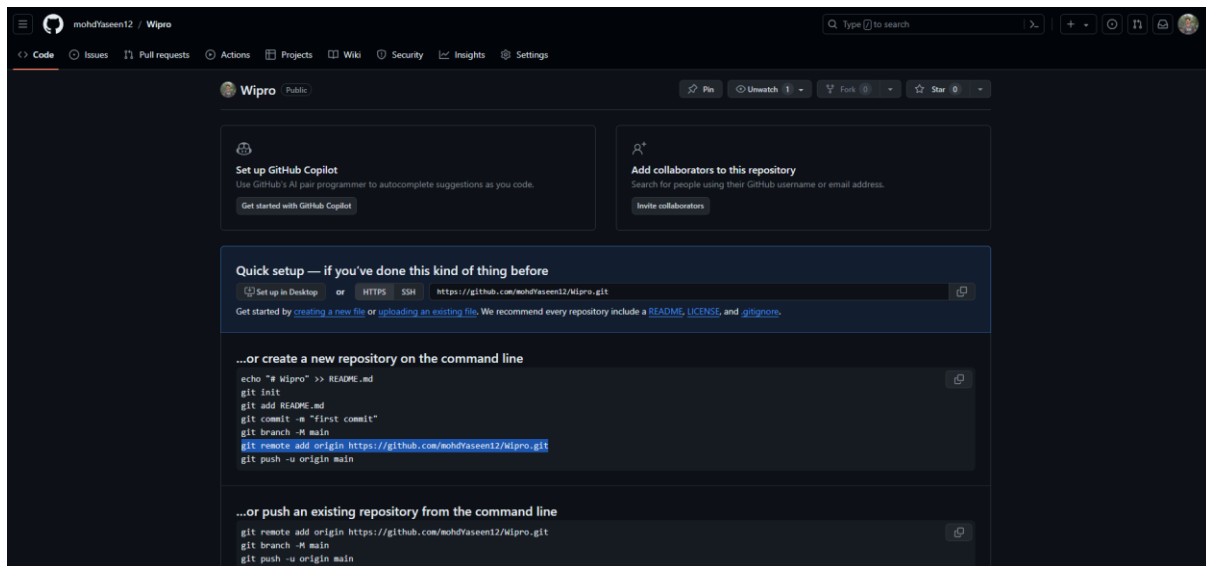 mohdYaseen12 / Wipro
Type / to search
Code Issues Pull requests Actions Projects Wiki Security Insights Settings
Wipro Public
Pin Unwatch 1 Fork 0 Star 0
Set up GitHub Copilot
Use GitHub's AI pair programmer to autocomplete suggestions as you code.
Get started with GitHub Copilot
Add collaborators to this repository
Search for people using their GitHub username or email address.
Invite collaborators
Quick setup — if you've done this kind of thing before
Set up in Desktop or HTTPS SSH https://github.com/mohdYaseen12/Wipro.git
Get started by creating a new file or uploading an existing file. We recommend every repository include a README, LICENSE, and .gitignore.
...or create a new repository on the command line
echo "# Wipro" >> README.md
git init
git add README.md
git commit -m "first commit"
git branch -M main
git remote add origin https://github.com/mohdYaseen12/Wipro.git
git push -u origin main
...or push an existing repository from the command line
git remote add origin https://github.com/mohdYaseen12/Wipro.git
git branch -M main
git push -u origin main